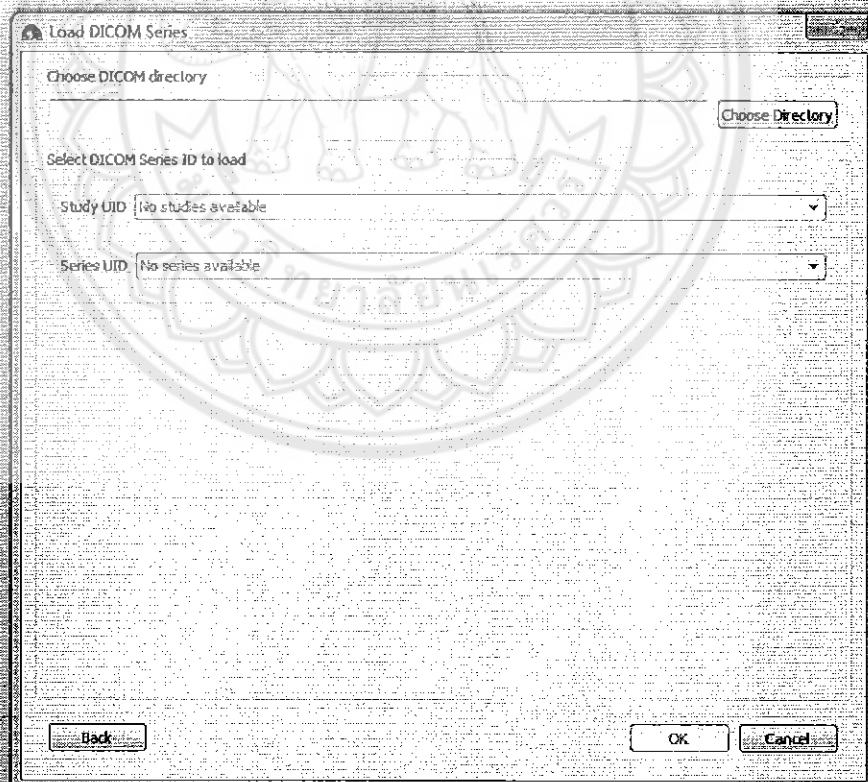 Load DICOM Series
Choose DICOM directory
Choose Directory
Select DICOM Series ID to load
Study UID No studies available
Series UID No series available
Back OK Cancel